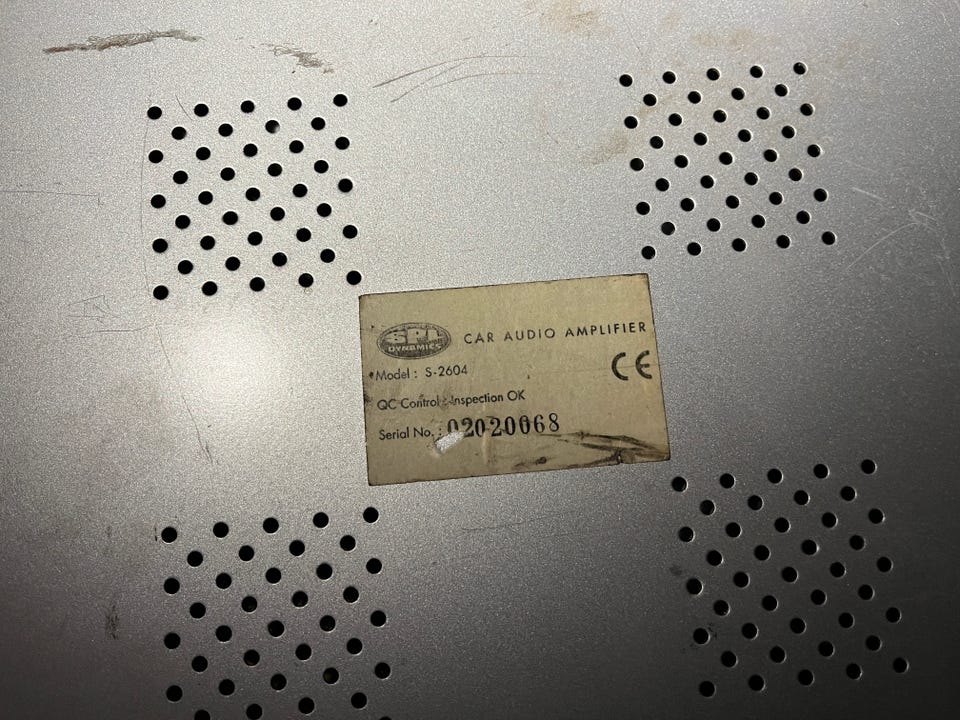 SPL
DYNAMICS
CAR AUDIO AMPLIFIER
CE
Model : S-2604
QC Control : Inspection OK
Serial No. : 02020068